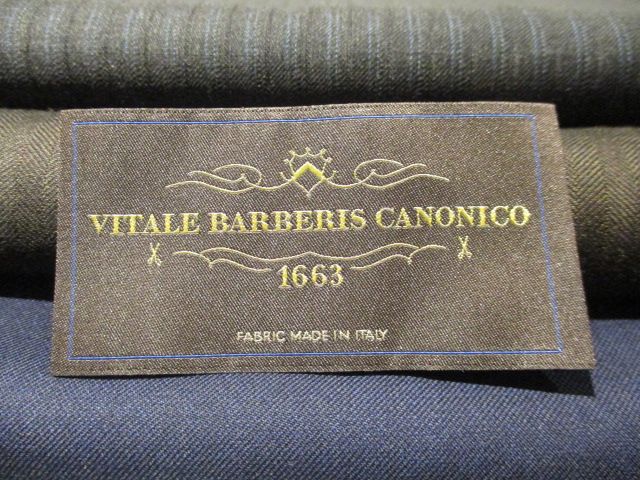 VITALE BARBERIS CANONICO
1663
FABRIC MADE IN ITALY